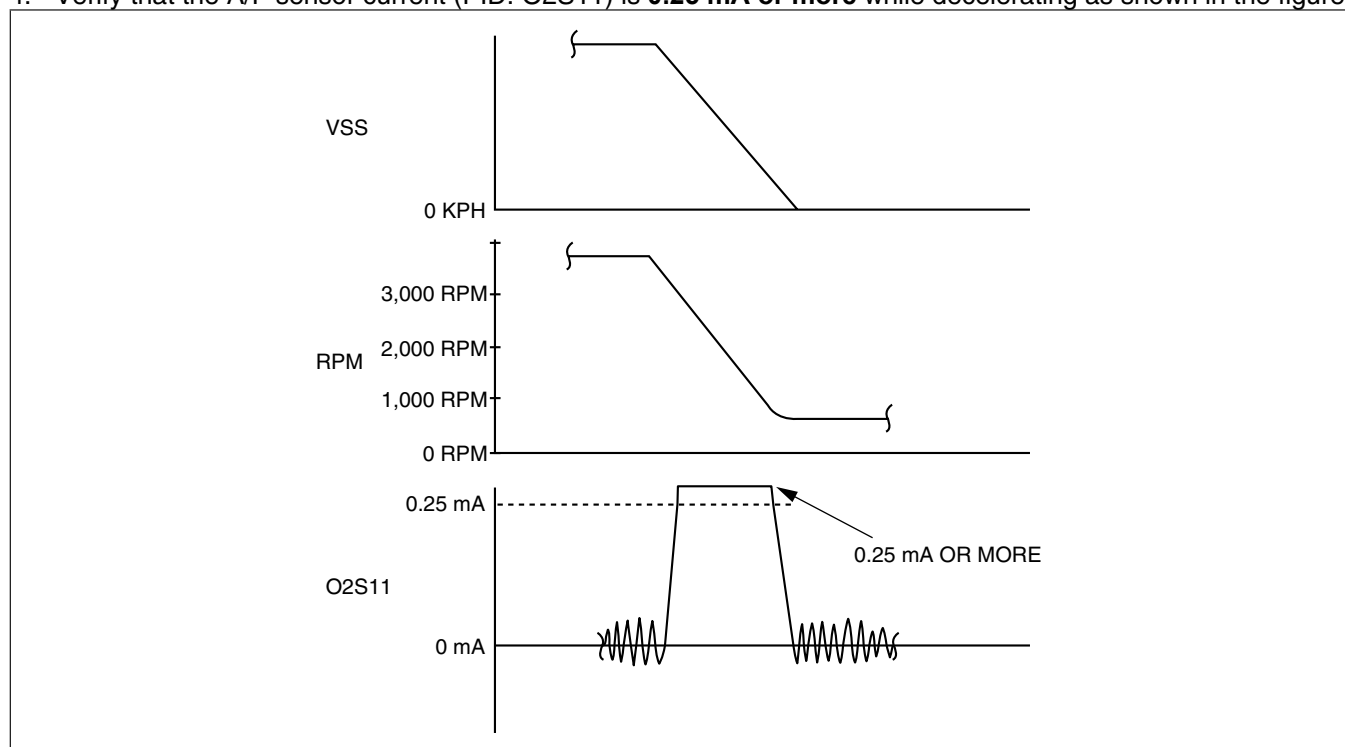 Verify that the A/F sensor current (PID: O2S11) is 0.25 mA or more while decelerating as shown in the figure
VSS
0 KPH
3,000 RPM
2,000 RPM
RPM
1,000 RPM
0 RPM
0.25 mA
0.25 mA OR MORE
O2S11
0 mA